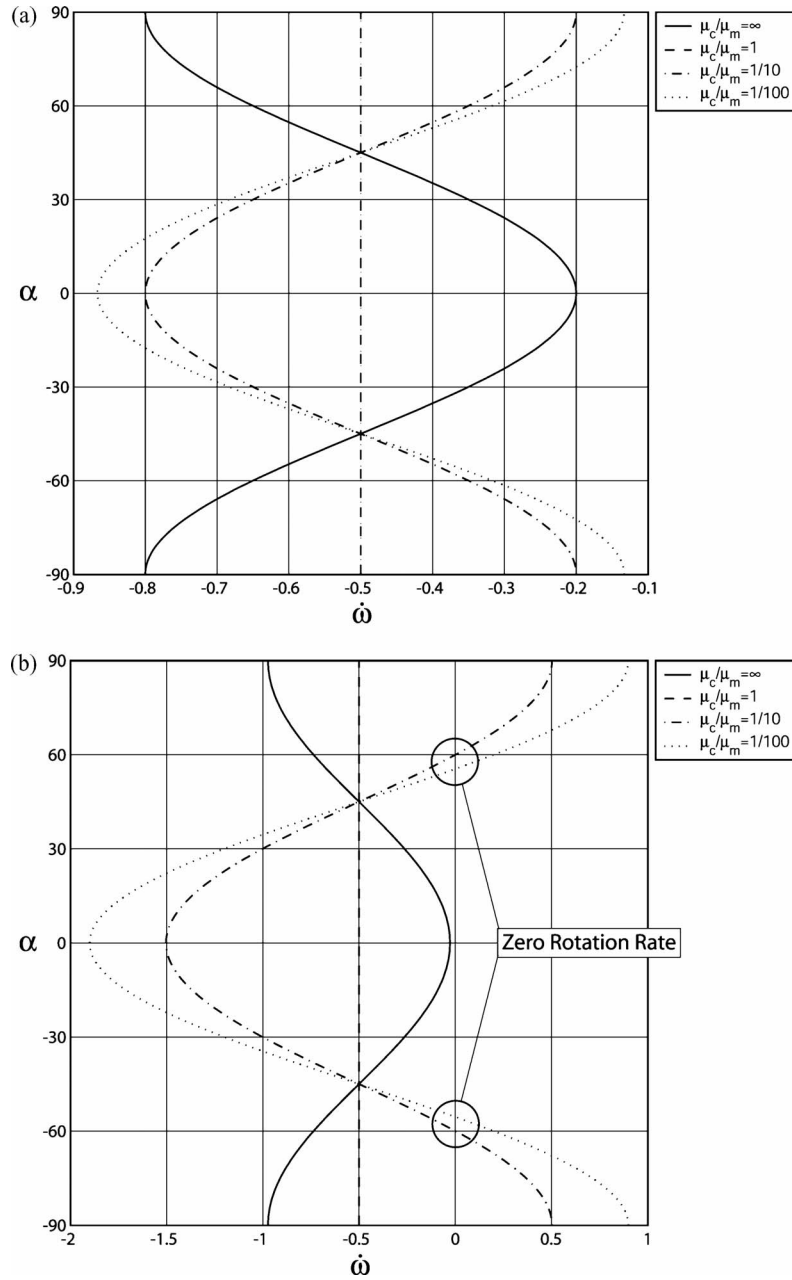 (a)
90
60
30
0
-30
-60
-90
α
-0.9 -0.8 -0.7 -0.6 -0.5 -0.4 -0.3 -0.2 -0.1
ω̇
μc/μm=∞
μc/μm=1
μc/μm=1/10
μc/μm=1/100
(b)
90
60
30
0
-30
-60
-90
α
-2 -1.5 -1 -0.5 0 0.5 1
ω̇
μc/μm=∞
μc/μm=1
μc/μm=1/10
μc/μm=1/100
Zero Rotation Rate